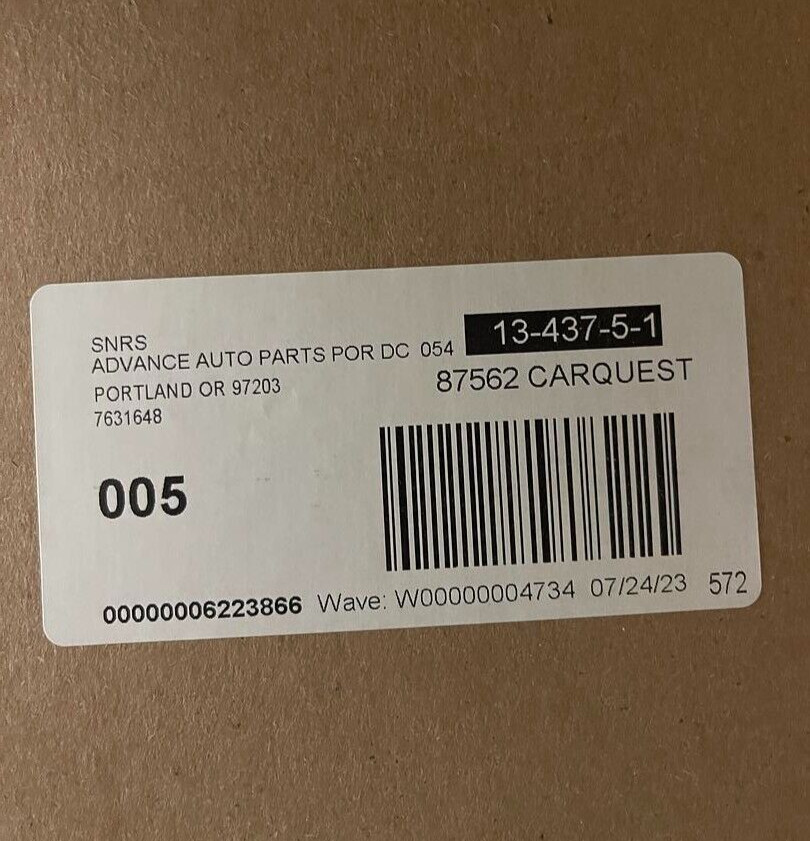 SNRS
ADVANCE AUTO PARTS POR DC 054
13-437-5-1
PORTLAND OR 97203
87562 CARQUEST
7631648
005
00000006223866 Wave: W00000004734 07/24/23 572